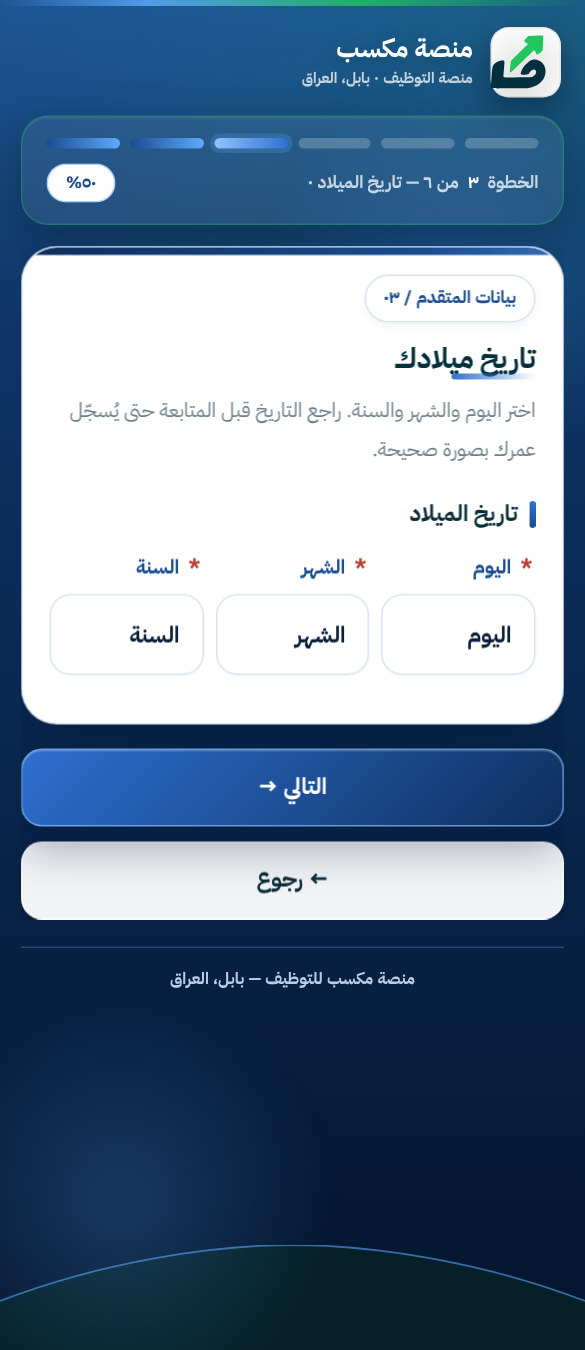 منصة مكسب
منصة التوظيف · بابل، العراق
الخطوة ٣ من ٦ — تاريخ الميلاد ·
%٥٠
بيانات المتقدم / ٠٣
تاريخ ميلادك
اختر اليوم والشهر والسنة. راجع التاريخ قبل المتابعة حتى يُسجّل
عمرك بصورة صحيحة.
تاريخ الميلاد
* اليوم * الشهر * السنة
اليوم الشهر السنة
التالي →
← رجوع
منصة مكسب للتوظيف — بابل، العراق